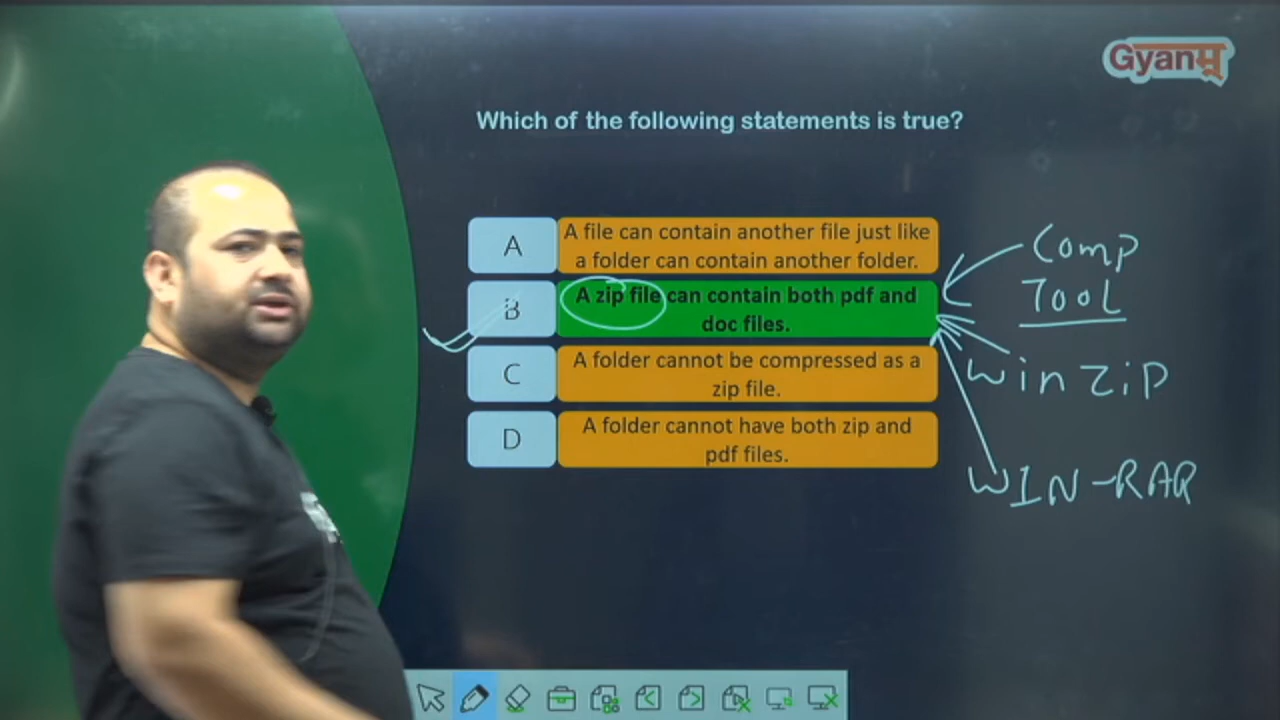 Gyanगुरु
Which of the following statements is true?
A
A file can contain another file just like
a folder can contain another folder.
B
A zip file can contain both pdf and
doc files.
C
A folder cannot be compressed as a
zip file.
D
A folder cannot have both zip and
pdf files.
Comp
TOOL
WinZiP
WIN-RAR